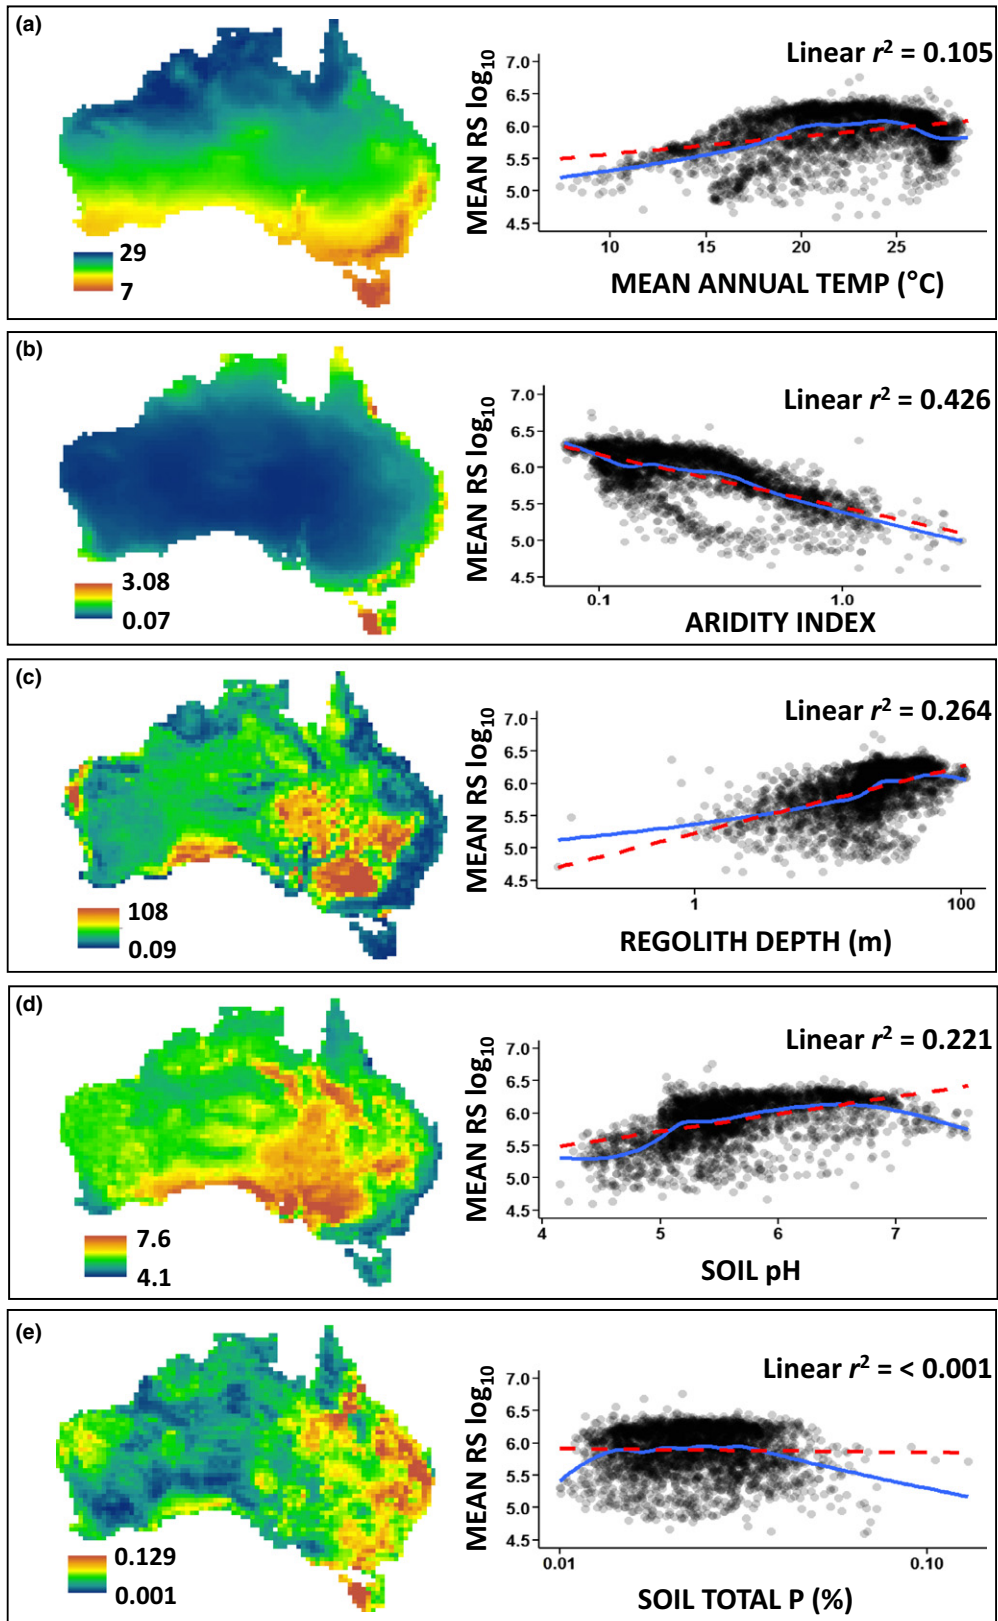 (a)
Linear r² = 0.105
MEAN RS log₁₀
7.0
6.5
6.0
5.5
5.0
4.5
10 15 20 25
MEAN ANNUAL TEMP (°C)
29
7
(b)
Linear r² = 0.426
MEAN RS log₁₀
7.0
6.5
6.0
5.5
5.0
4.5
0.1 1.0
ARIDITY INDEX
3.08
0.07
(c)
Linear r² = 0.264
MEAN RS log₁₀
7.0
6.5
6.0
5.5
5.0
4.5
1 100
REGOLITH DEPTH (m)
108
0.09
(d)
Linear r² = 0.221
MEAN RS log₁₀
7.0
6.5
6.0
5.5
5.0
4.5
4 5 6 7
SOIL pH
7.6
4.1
(e)
Linear r² = < 0.001
MEAN RS log₁₀
7.0
6.5
6.0
5.5
5.0
4.5
0.01 0.10
SOIL TOTAL P (%)
0.129
0.001